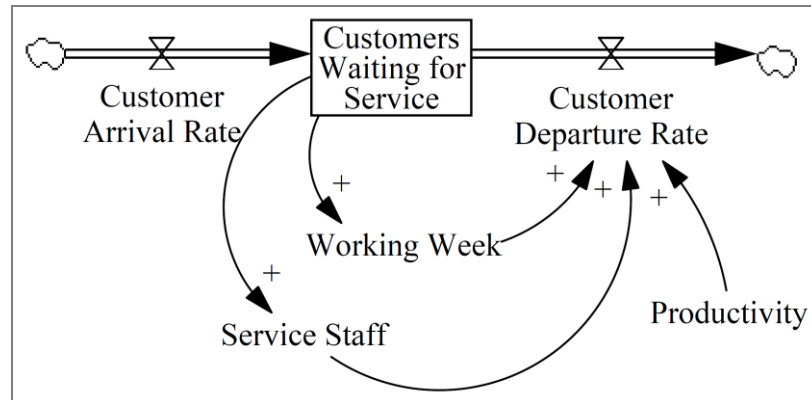 Customers
Waiting for
Service
Customer
Arrival Rate
Customer
Departure Rate
+
+
+
+
Working Week
+
Service Staff
Productivity